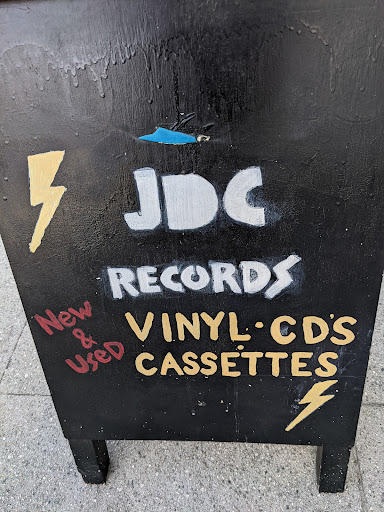 JDC
RECORDS
New
&
UseD
VINYL · CD'S
CASSETTES